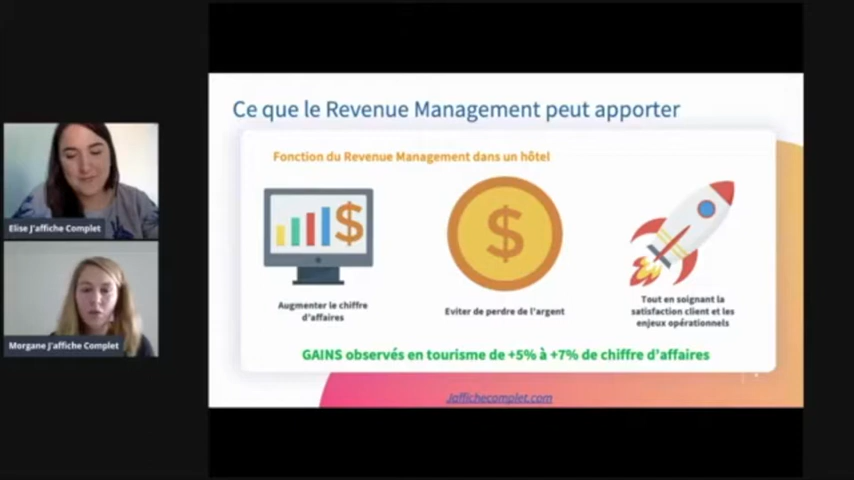 Ce que le Revenue Management peut apporter
Fonction du Revenue Management dans un hôtel
$
$
Augmenter le chiffre
d'affaires
Eviter de perdre de l'argent
Tout en soignant la
satisfaction client et les
enjeux opérationnels
GAINS observés en tourisme de +5% à +7% de chiffre d'affaires
Jaffichecomplet.com
Elise J'affiche Complet
Morgane J'affiche Complet